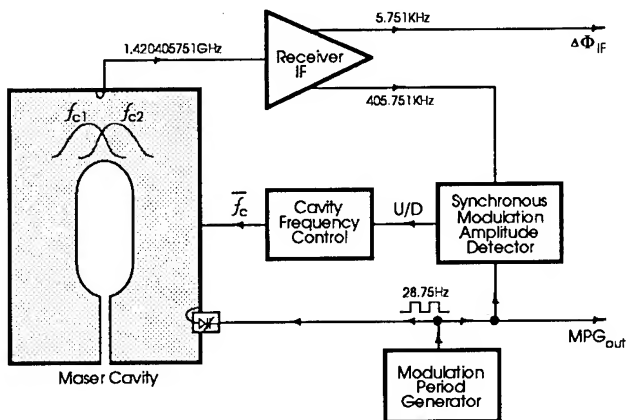 5.751KHz
1.420405751GHz
Receiver
IF
ΔΦIF
405.751KHz
fc1
fc2
f̅c
Cavity
Frequency
Control
U/D
Synchronous
Modulation
Amplitude
Detector
28.75Hz
MPGout
Maser Cavity
Modulation
Period
Generator